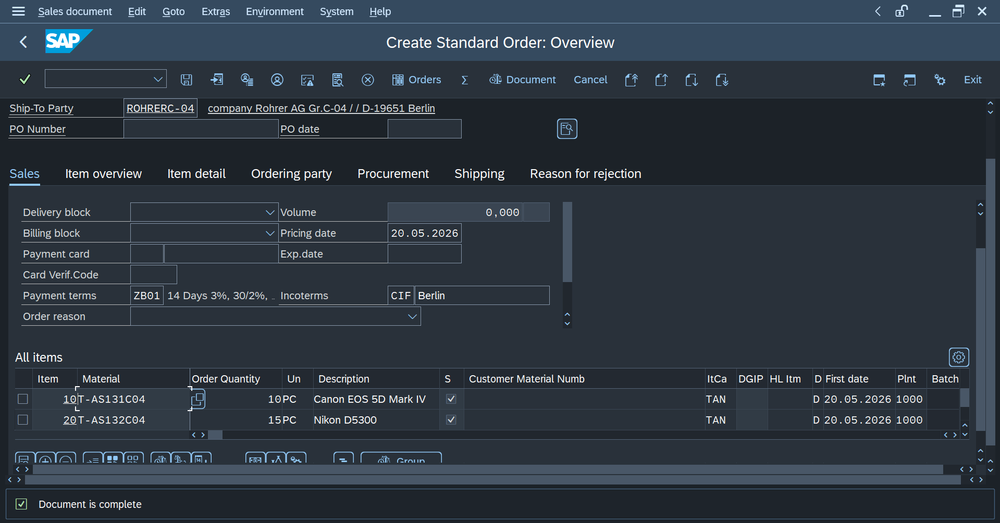 Sales document Edit Goto Extras Environment System Help
SAP Create Standard Order: Overview
Orders Σ Document Cancel Exit
Ship-To Party ROHRERC-04 company Rohrer AG Gr.C-04 / / D-19651 Berlin
PO Number PO date
Sales Item overview Item detail Ordering party Procurement Shipping Reason for rejection
Delivery block Volume 0,000
Billing block Pricing date 20.05.2026
Payment card Exp.date
Card Verif.Code
Payment terms ZB01 14 Days 3%, 30/2%, .. Incoterms CIF Berlin
Order reason
All items
Item Material Order Quantity Un Description S Customer Material Numb ItCa DGIP HL Itm D First date Plnt Batch
10 T-AS131C04 10 PC Canon EOS 5D Mark IV TAN D 20.05.2026 1000
20 T-AS132C04 15 PC Nikon D5300 TAN D 20.05.2026 1000
14 Group
Document is complete